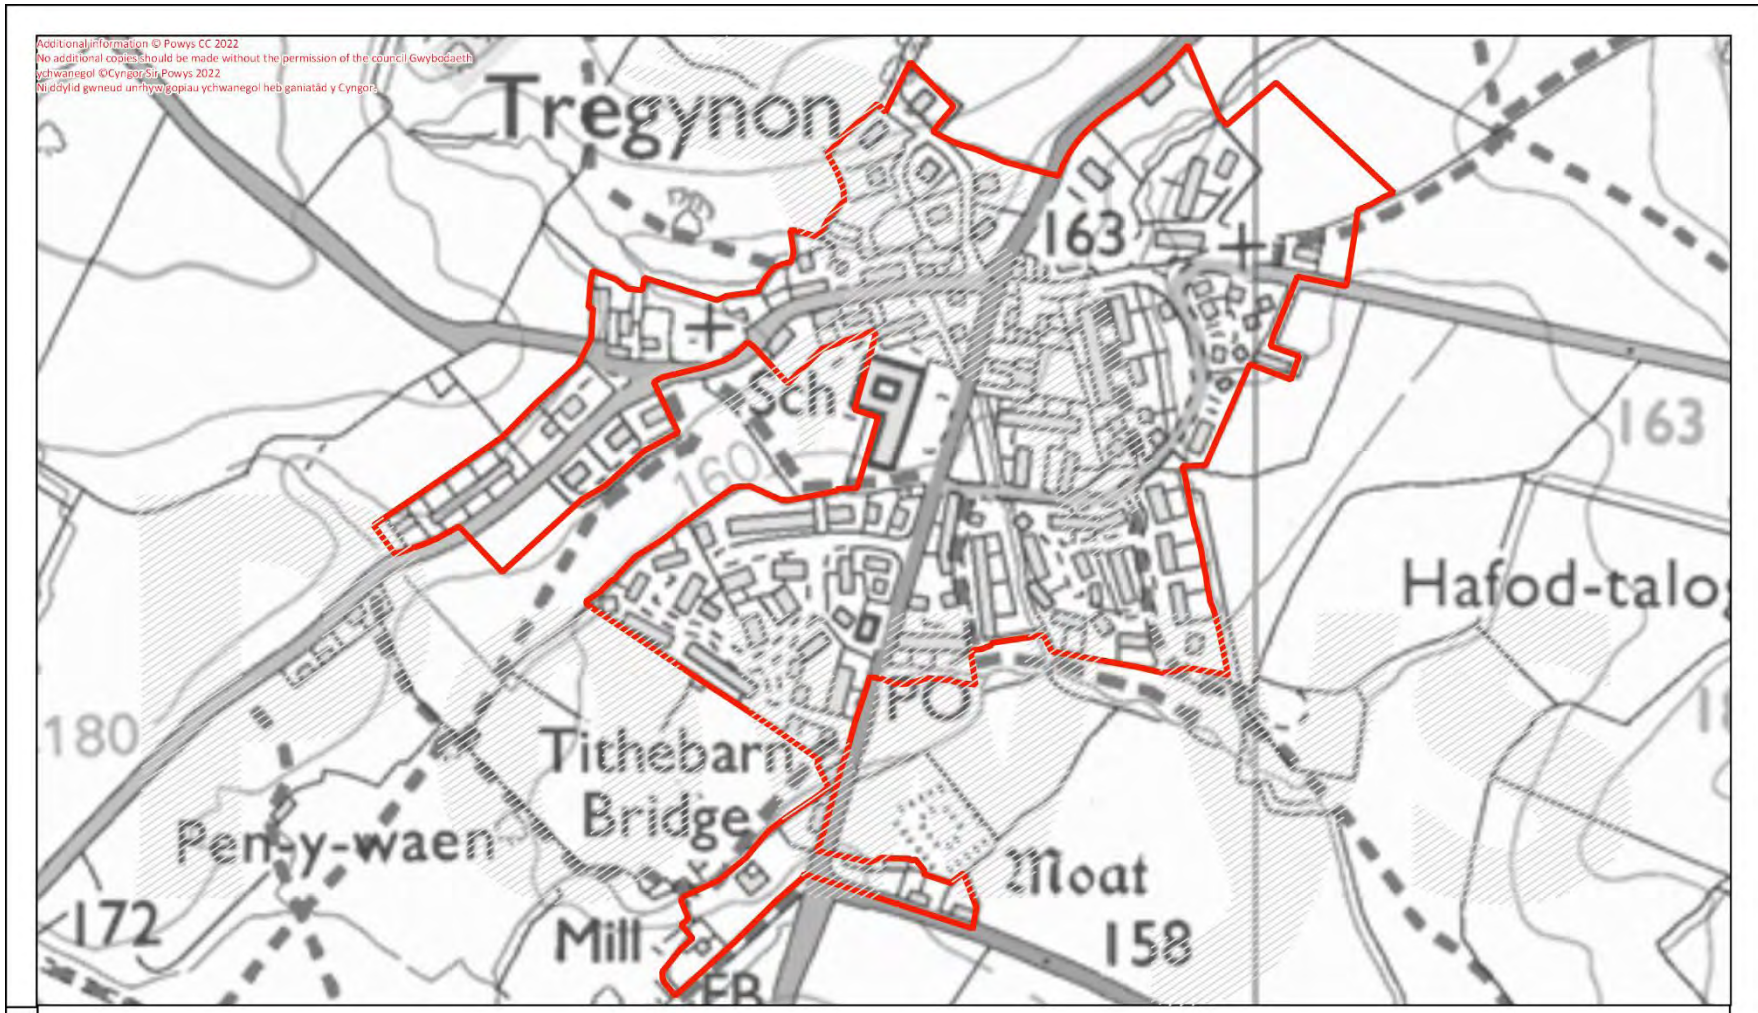 Additional information © Powys CC 2022
No additional copies should be made without the permission of the council Gwybodaeth
ychwanegol ©Cyngor Sir Powys 2022
Ni ddylid gwneud unrhyw gopiau ychwanegol heb ganiatâd y Cyngor.
Tregynon
163
Sch
160
163
Hafod-talog
180
PO
Tithebarn
Bridge
Pen-y-waen
Moat
172
Mill
158
FB